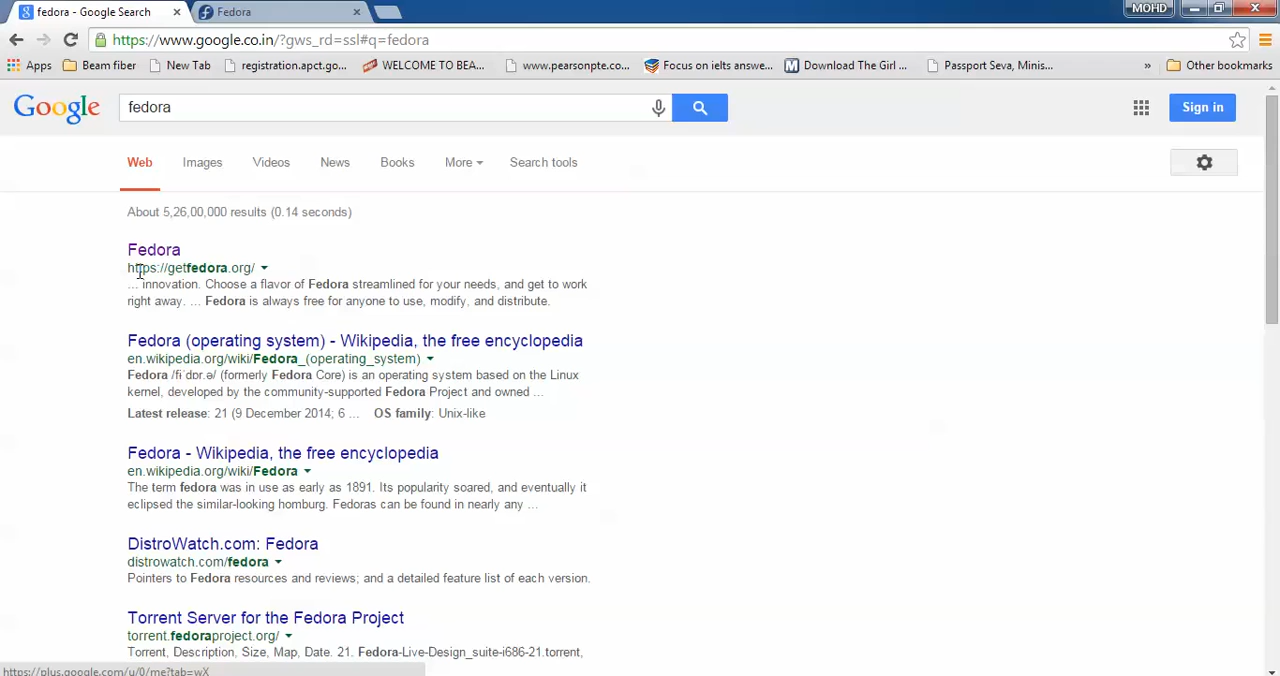 fedora - Google Search
Fedora
MOHD
https://www.google.co.in/?gws_rd=ssl#q=fedora
Apps Beam fiber New Tab registration.apct.go... WELCOME TO BEA... www.pearsonpte.co... Focus on ielts answe... Download The Girl ... Passport Seva, Minis... » Other bookmarks
Google fedora Sign in
Web Images Videos News Books More Search tools
About 5,26,00,000 results (0.14 seconds)
Fedora
https://getfedora.org/
... innovation. Choose a flavor of Fedora streamlined for your needs, and get to work
right away. ... Fedora is always free for anyone to use, modify, and distribute.
Fedora (operating system) - Wikipedia, the free encyclopedia
en.wikipedia.org/wiki/Fedora_(operating_system)
Fedora /fɨˈdɒr.ə/ (formerly Fedora Core) is an operating system based on the Linux
kernel, developed by the community-supported Fedora Project and owned ...
Latest release: 21 (9 December 2014; 6 ... OS family: Unix-like
Fedora - Wikipedia, the free encyclopedia
en.wikipedia.org/wiki/Fedora
The term fedora was in use as early as 1891. Its popularity soared, and eventually it
eclipsed the similar-looking homburg. Fedoras can be found in nearly any ...
DistroWatch.com: Fedora
distrowatch.com/fedora
Pointers to Fedora resources and reviews; and a detailed feature list of each version.
Torrent Server for the Fedora Project
torrent.fedoraproject.org/
Torrent, Description, Size, Map, Date. 21. Fedora-Live-Design_suite-i686-21.torrent,
https://plus.google.com/u/0/me?tab=wX